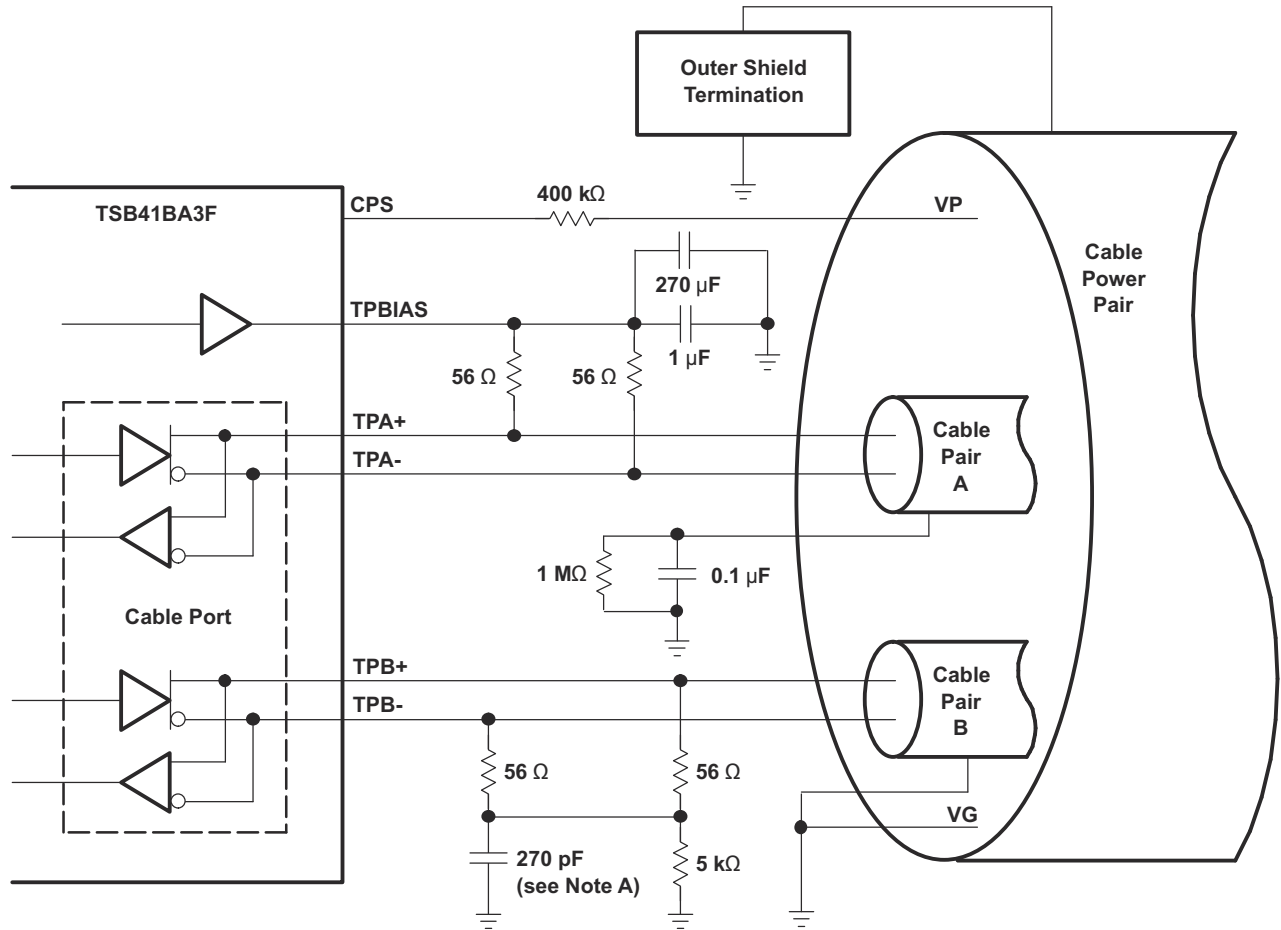 Outer Shield
Termination
TSB41BA3F
CPS
400 kΩ
VP
Cable
Power
Pair
270 µF
TPBIAS
1 µF
56 Ω
56 Ω
TPA+
TPA-
Cable
Pair
A
1 MΩ
0.1 µF
Cable Port
TPB+
TPB-
Cable
Pair
B
56 Ω
56 Ω
VG
270 pF
(see Note A)
5 kΩ